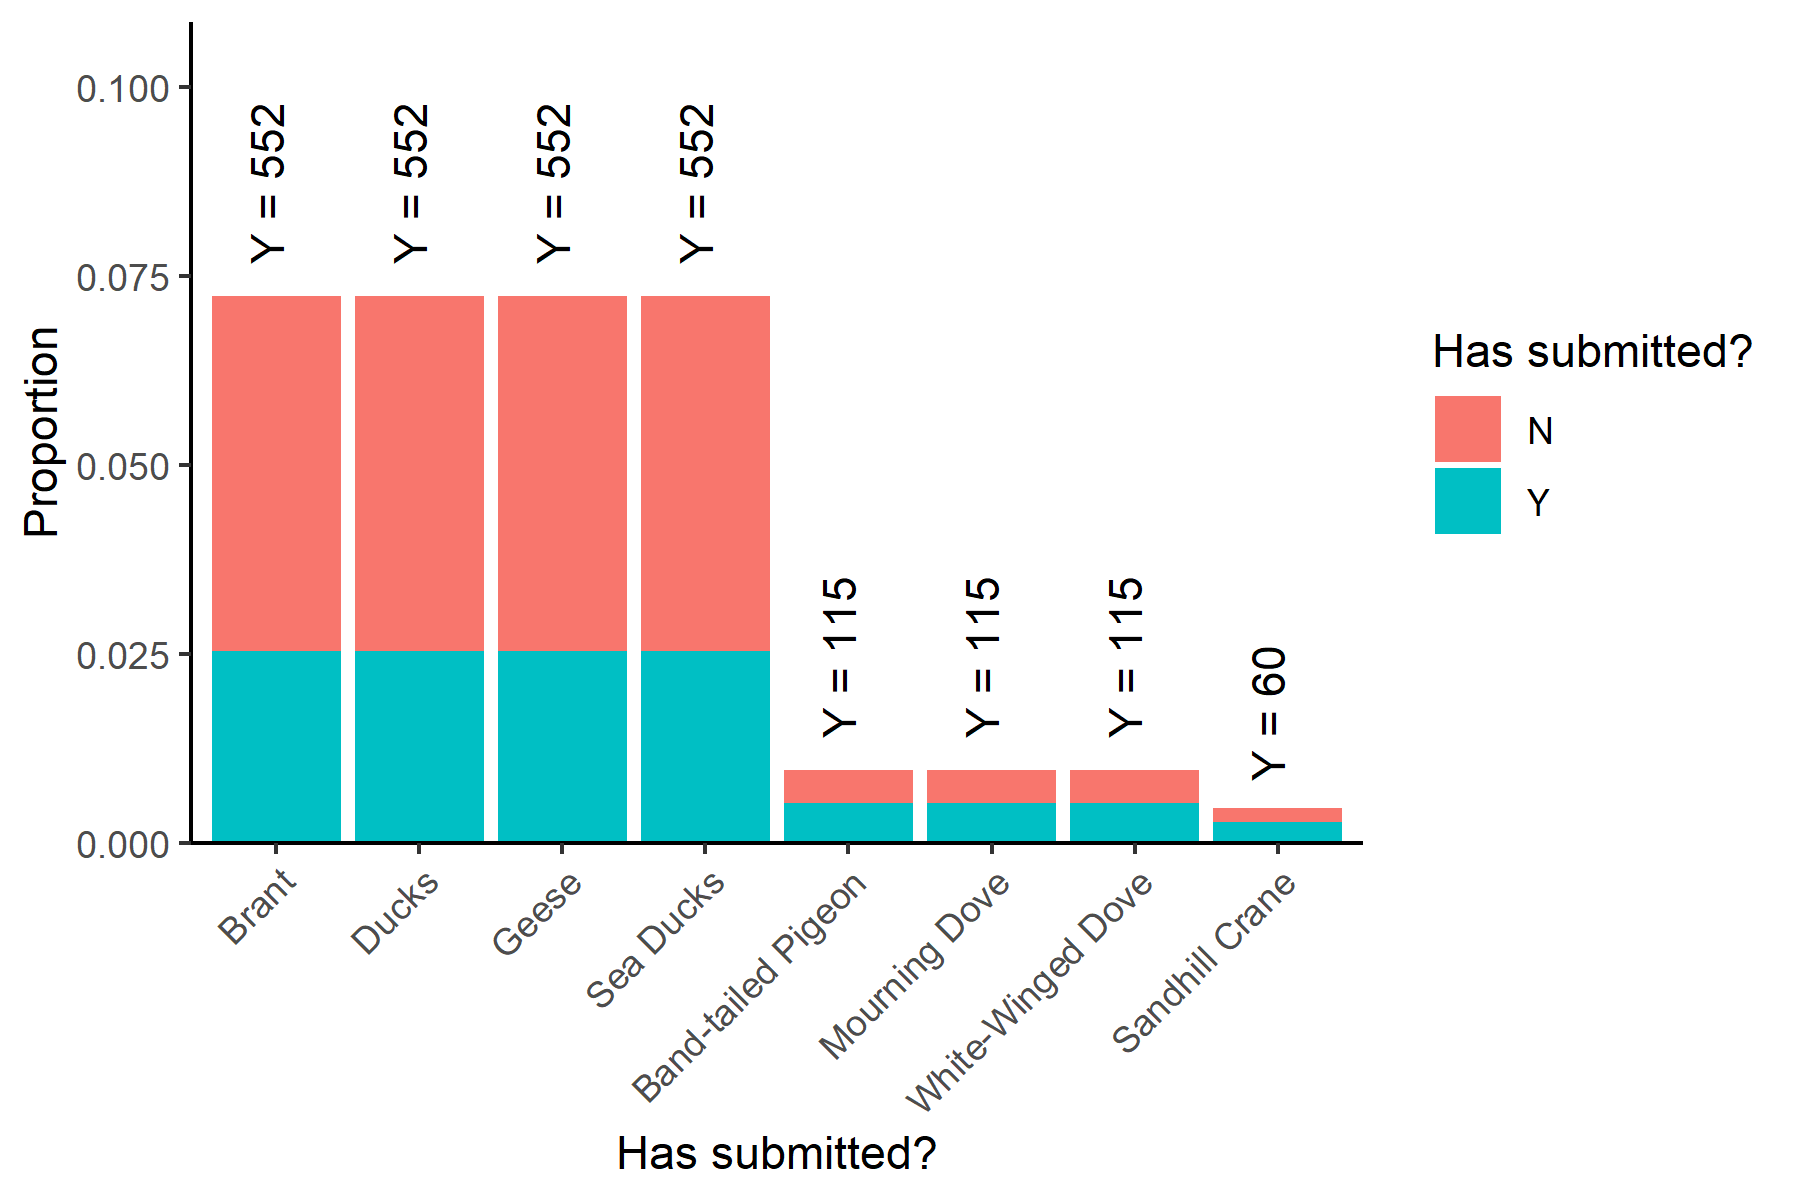 Proportion
0.100
0.075
0.050
0.025
0.000
Y = 552
Y = 552
Y = 552
Y = 552
Y = 115
Y = 115
Y = 115
Y = 60
Brant
Ducks
Geese
Sea Ducks
Band-tailed Pigeon
Mourning Dove
White-Winged Dove
Sandhill Crane
Has submitted?
Has submitted?
N
Y